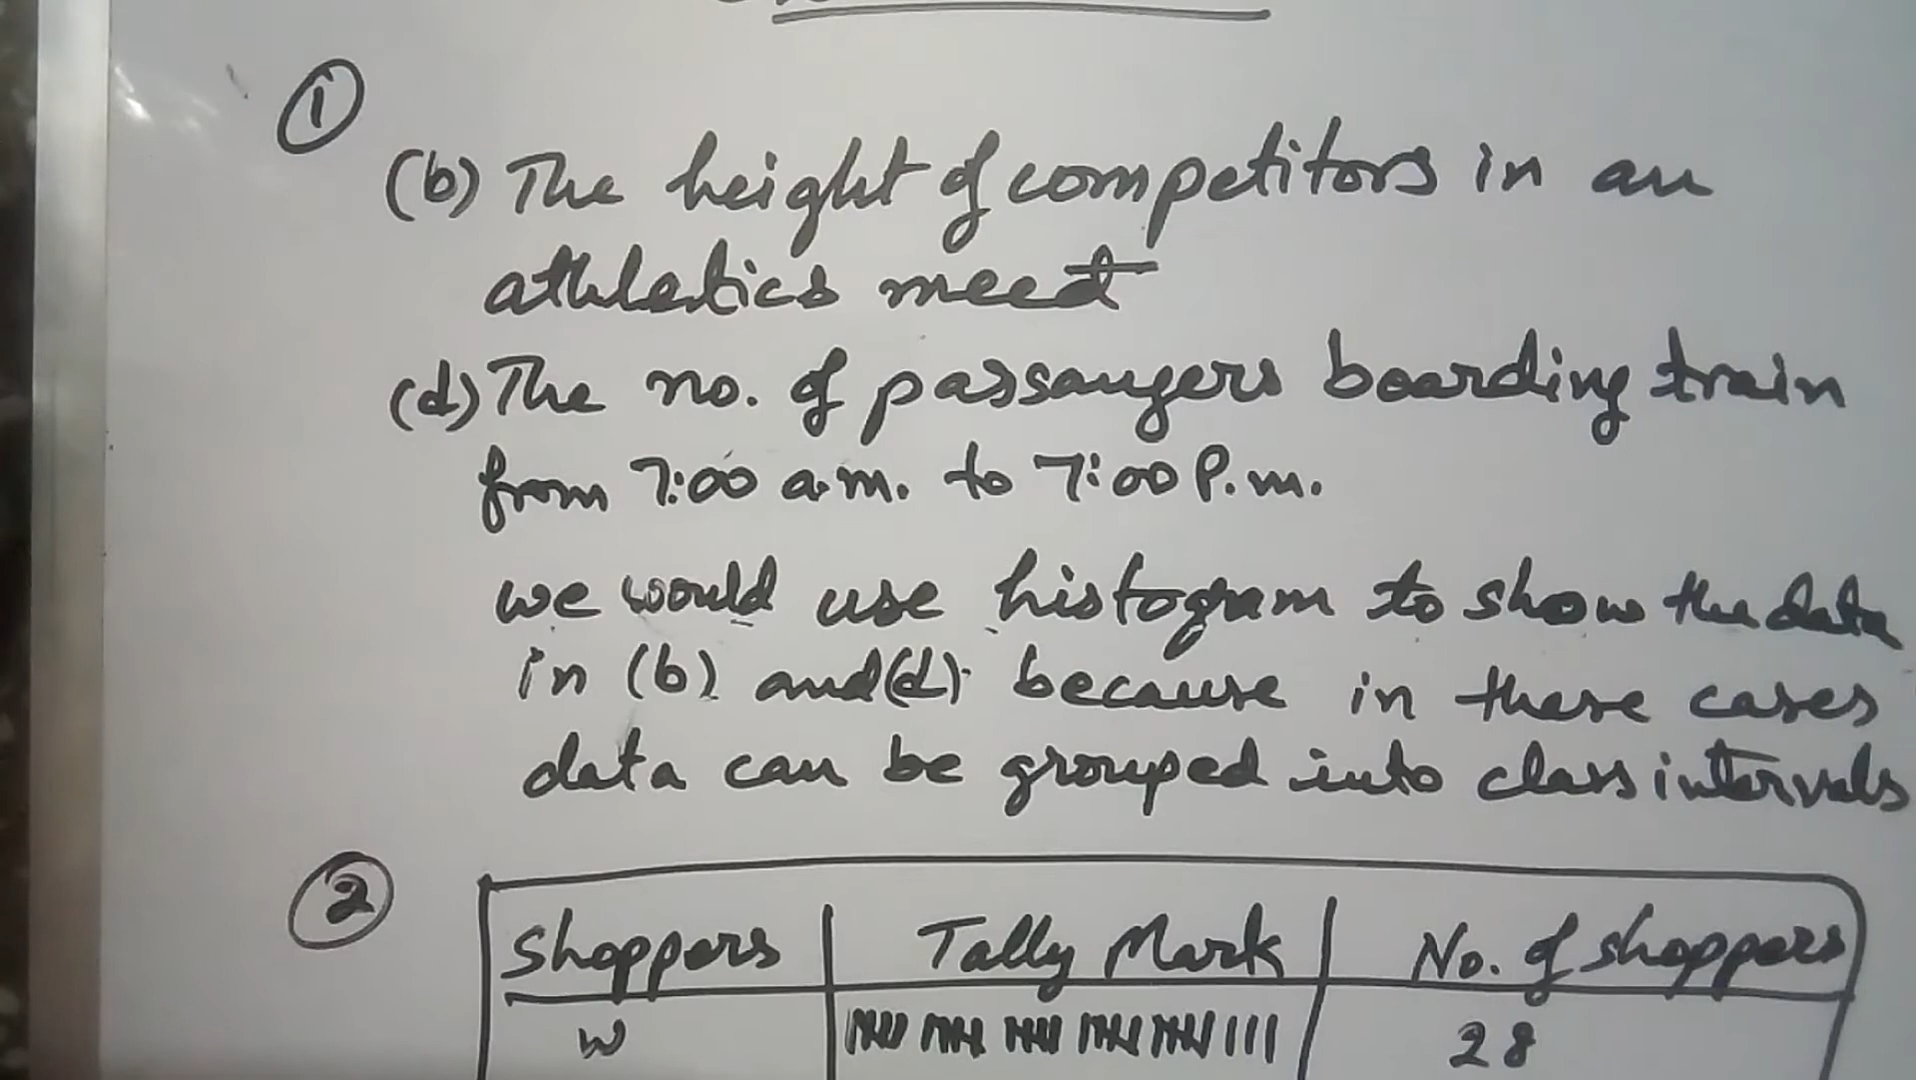 1
(b) The height of competitors in an
athletics meet
(d) The no. of passangers boarding train
from 7:00 a.m. to 7:00 P.m.
we would use histogram to show the data
in (b) and (d). because in these cases
data can be grouped into class intervals
2
Shoppers Tally Mark No. of shoppers
W 28